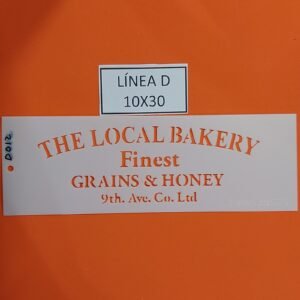 LÍNEA D
10X30
D012
THE LOCAL BAKERY
Finest
GRAINS & HONEY
9th. Ave. Co. Ltd